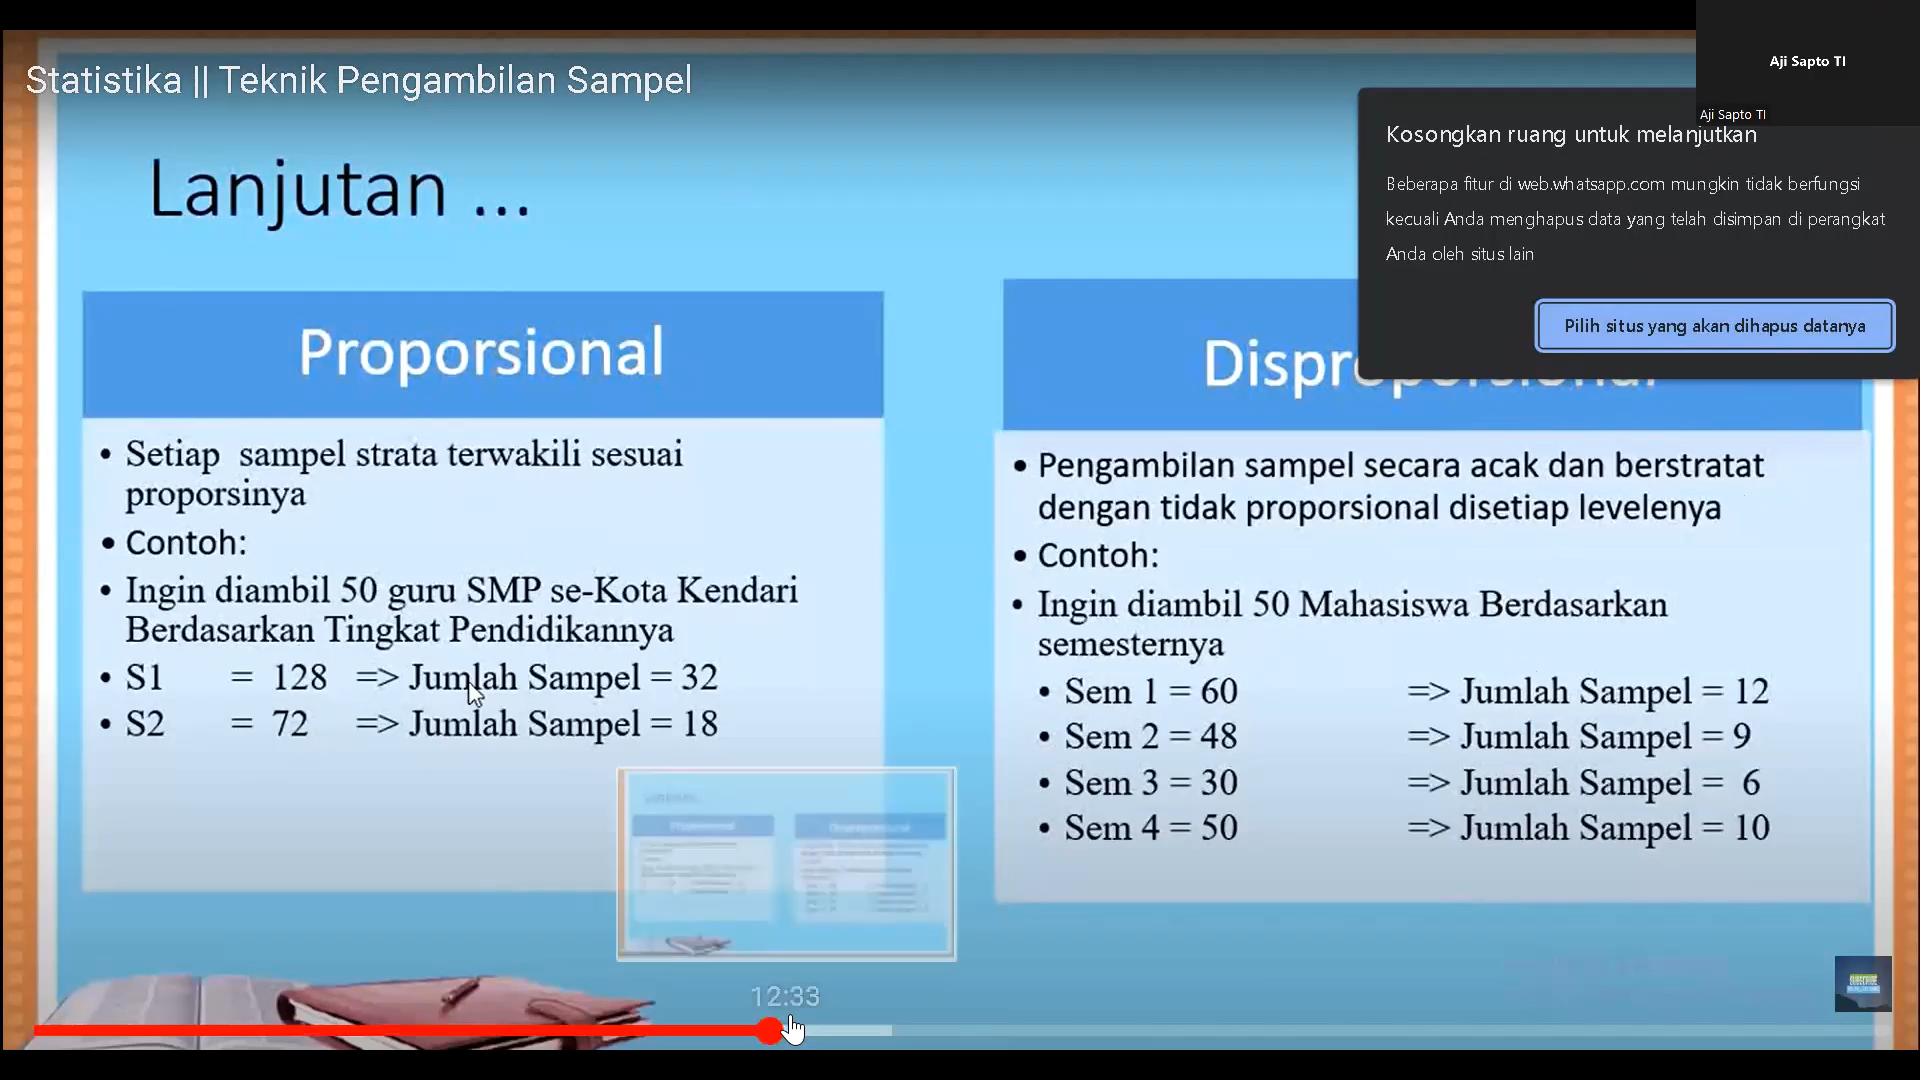 Statistika || Teknik Pengambilan Sampel
Aji Sapto TI
Aji Sapto TI
Kosongkan ruang untuk melanjutkan
Beberapa fitur di web.whatsapp.com mungkin tidak berfungsi
kecuali Anda menghapus data yang telah disimpan di perangkat
Anda oleh situs lain
Pilih situs yang akan dihapus datanya
Lanjutan ...
Proporsional
• Setiap sampel strata terwakili sesuai
proporsinya
• Contoh:
• Ingin diambil 50 guru SMP se-Kota Kendari
Berdasarkan Tingkat Pendidikannya
• S1 = 128 => Jumlah Sampel = 32
• S2 = 72 => Jumlah Sampel = 18
Disproporsional
• Pengambilan sampel secara acak dan berstratat
dengan tidak proporsional disetiap levelenya
• Contoh:
• Ingin diambil 50 Mahasiswa Berdasarkan
semesternya
• Sem 1 = 60 => Jumlah Sampel = 12
• Sem 2 = 48 => Jumlah Sampel = 9
• Sem 3 = 30 => Jumlah Sampel = 6
• Sem 4 = 50 => Jumlah Sampel = 10
12:33